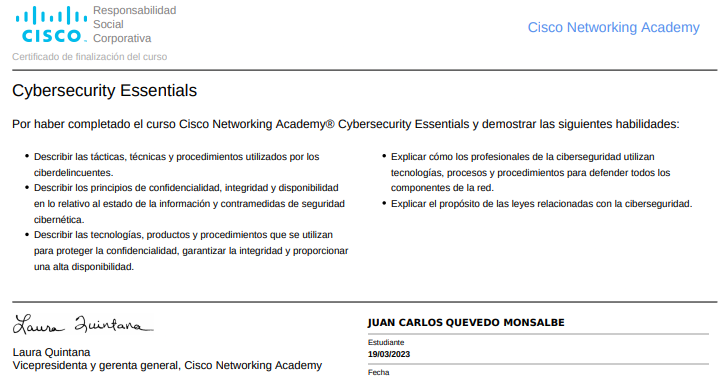 CISCO.
Responsabilidad
Social
Corporativa
Cisco Networking Academy
Certificado de finalización del curso
Cybersecurity Essentials
Por haber completado el curso Cisco Networking Academy® Cybersecurity Essentials y demostrar las siguientes habilidades:
• Describir las tácticas, técnicas y procedimientos utilizados por los
ciberdelincuentes.
• Describir los principios de confidencialidad, integridad y disponibilidad
en lo relativo al estado de la información y contramedidas de seguridad
cibernética.
• Describir las tecnologías, productos y procedimientos que se utilizan
para proteger la confidencialidad, garantizar la integridad y proporcionar
una alta disponibilidad.
• Explicar cómo los profesionales de la ciberseguridad utilizan
tecnologías, procesos y procedimientos para defender todos los
componentes de la red.
• Explicar el propósito de las leyes relacionadas con la ciberseguridad.
Laura Quintana
Laura Quintana
Vicepresidenta y gerenta general, Cisco Networking Academy
JUAN CARLOS QUEVEDO MONSALBE
Estudiante
19/03/2023
Fecha